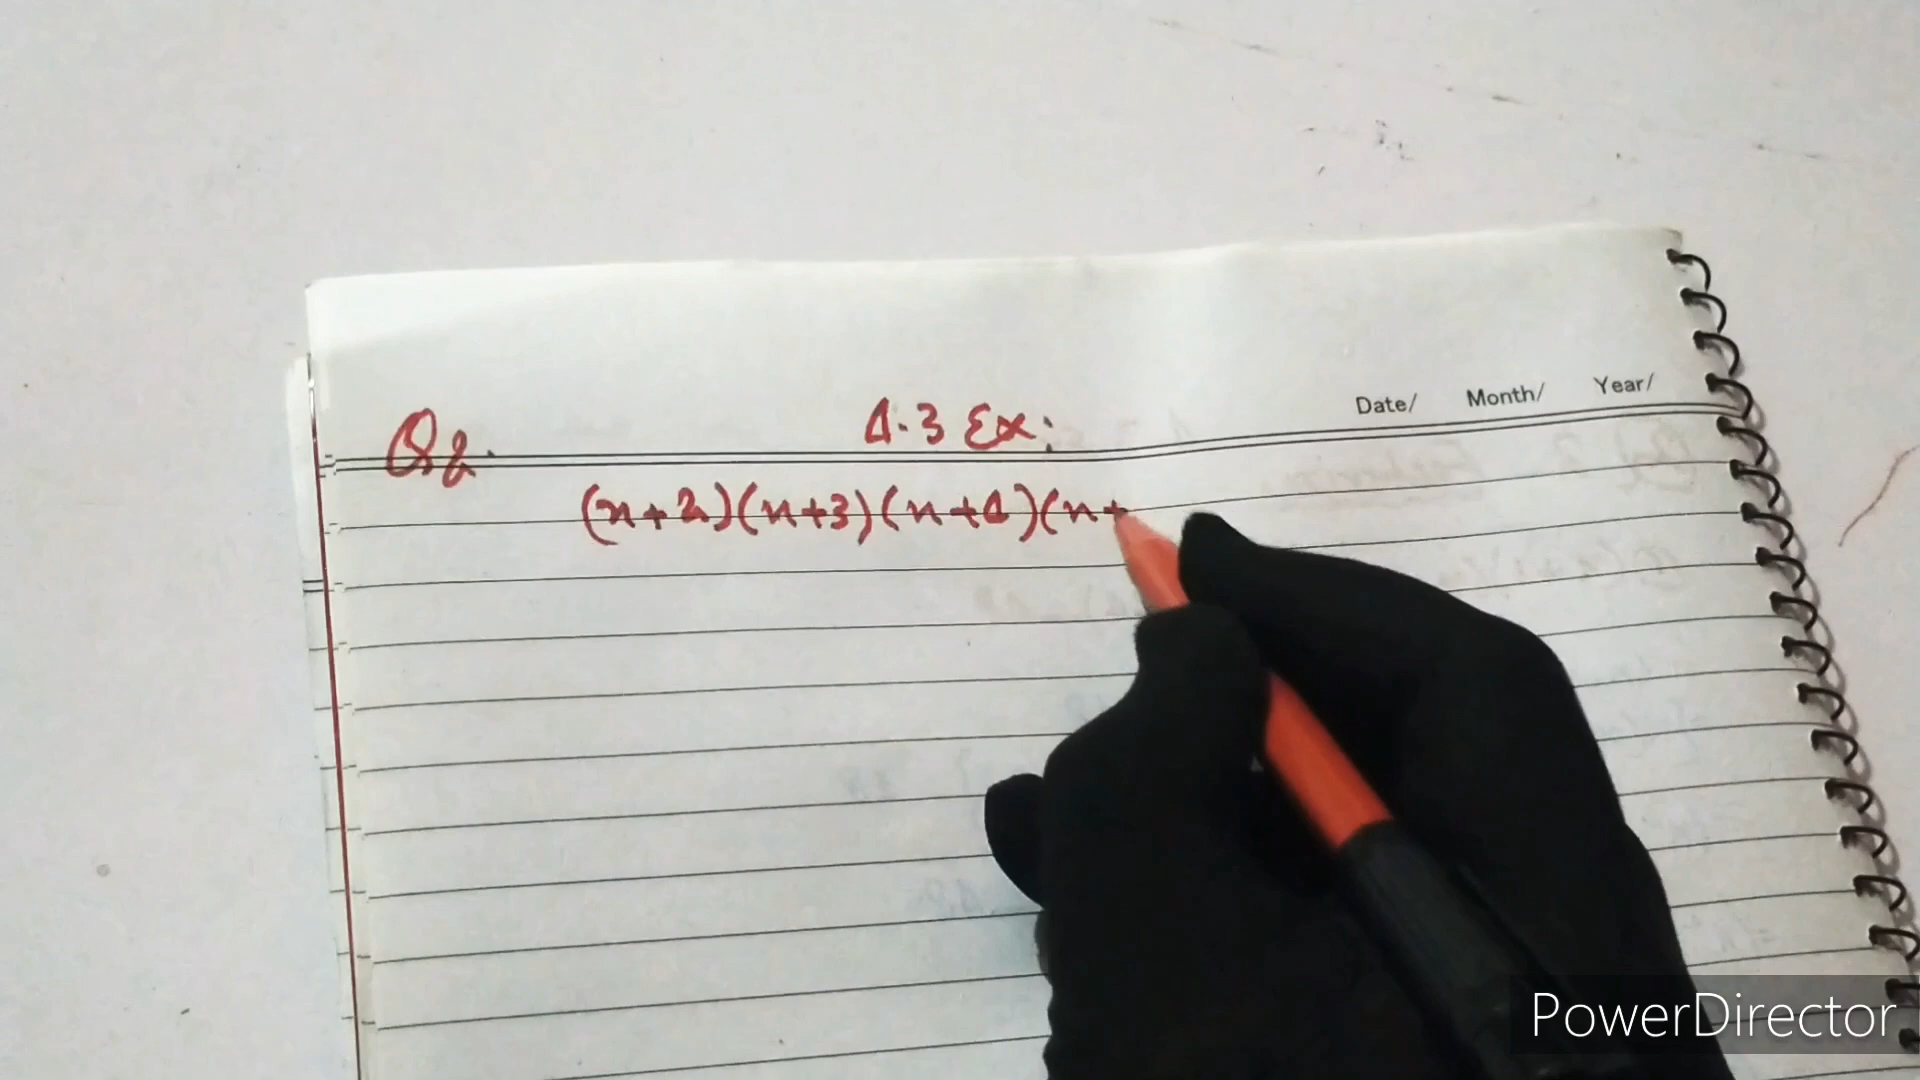 Date/ Month/ Year/
4.3 Ex:
Q2.
(x+2)(x+3)(x+4)(x+
PowerDirector